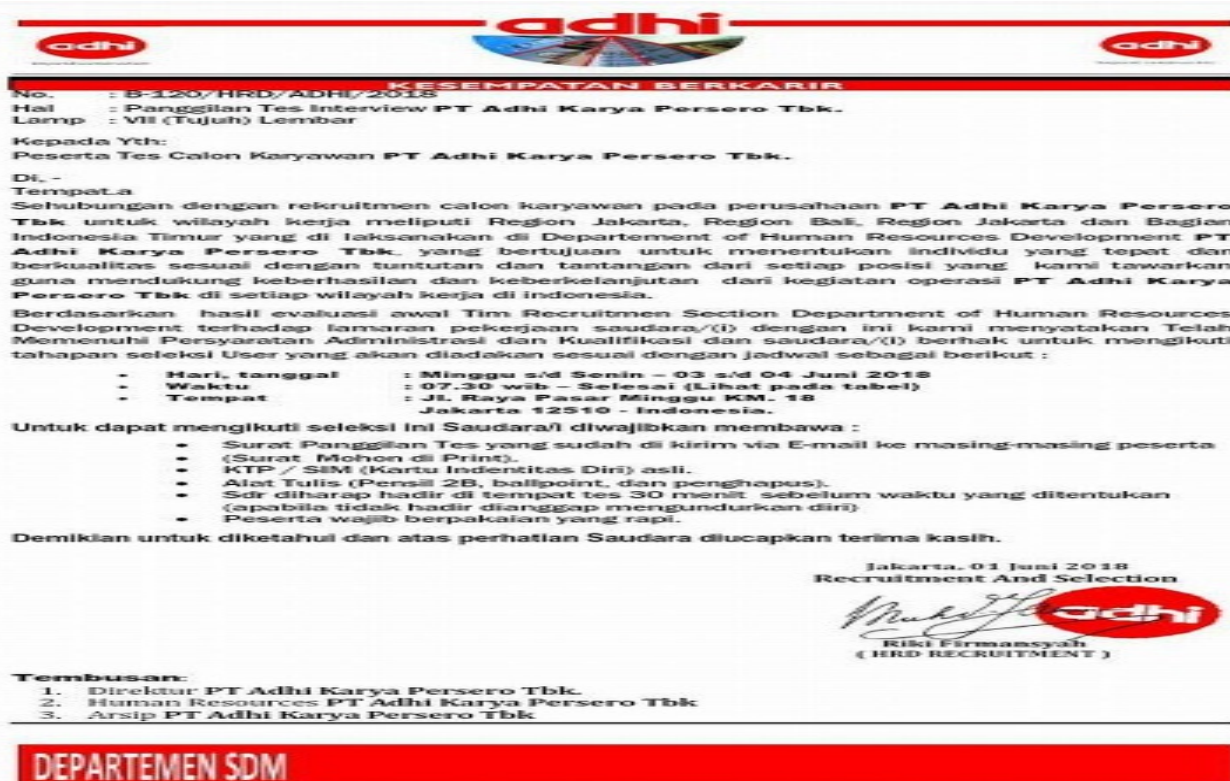 adhi
adhi
adhi
KESEMPATAN BERKARIR
No. : B-120/HRD/ADHI/2018
Hal : Panggilan Tes Interview PT Adhi Karya Persero Tbk.
Lamp : VII (Tujuh) Lembar
Kepada Yth:
Peserta Tes Calon Karyawan PT Adhi Karya Persero Tbk.
Di, -
Tempat.a
Sehubungan dengan rekruitmen calon karyawan pada perusahaan PT Adhi Karya Persero
Tbk untuk wilayah kerja meliputi Region Jakarta, Region Bali, Region Jakarta dan Bagian
Indonesia Timur yang di laksanakan di Departement of Human Resources Development PT
Adhi Karya Persero Tbk, yang bertujuan untuk menentukan individu yang tepat dan
berkualitas sesuai dengan tuntutan dan tantangan dari setiap posisi yang kami tawarkan
guna mendukung keberhasilan dan keberkelanjutan dari kegiatan operasi PT Adhi Karya
Persero Tbk di setiap wilayah kerja di indonesia.
Berdasarkan hasil evaluasi awal Tim Recruitmen Section Department of Human Resources
Development terhadap lamaran pekerjaan saudara/(i) dengan ini kami menyatakan Telah
Memenuhi Persyaratan Administrasi dan Kualifikasi dan saudara/(i) berhak untuk mengikuti
tahapan seleksi User yang akan diadakan sesuai dengan jadwal sebagai berikut :
• Hari, tanggal : Minggu s/d Senin – 03 s/d 04 Juni 2018
• Waktu : 07.30 wib – Selesai (Lihat pada tabel)
• Tempat : Jl. Raya Pasar Minggu KM. 18
Jakarta 12510 - Indonesia.
Untuk dapat mengikuti seleksi ini Saudara/i diwajibkan membawa :
• Surat Panggilan Tes yang sudah di kirim via E-mail ke masing-masing peserta
• (Surat Mohon di Print).
• KTP / SIM (Kartu Indentitas Diri) asli.
• Alat Tulis (Pensil 2B, ballpoint, dan penghapus).
• Sdr diharap hadir di tempat tes 30 menit sebelum waktu yang ditentukan
(apabila tidak hadir dianggap mengundurkan diri)
• Peserta wajib berpakaian yang rapi.
Demikian untuk diketahui dan atas perhatian Saudara diucapkan terima kasih.
Jakarta, 01 Juni 2018
Recruitment And Selection
adhi
Riki Firmansyah
( HRD RECRUITMENT )
Tembusan:
1. Direktur PT Adhi Karya Persero Tbk.
2. Human Resources PT Adhi Karya Persero Tbk
3. Arsip PT Adhi Karya Persero Tbk
DEPARTEMEN SDM